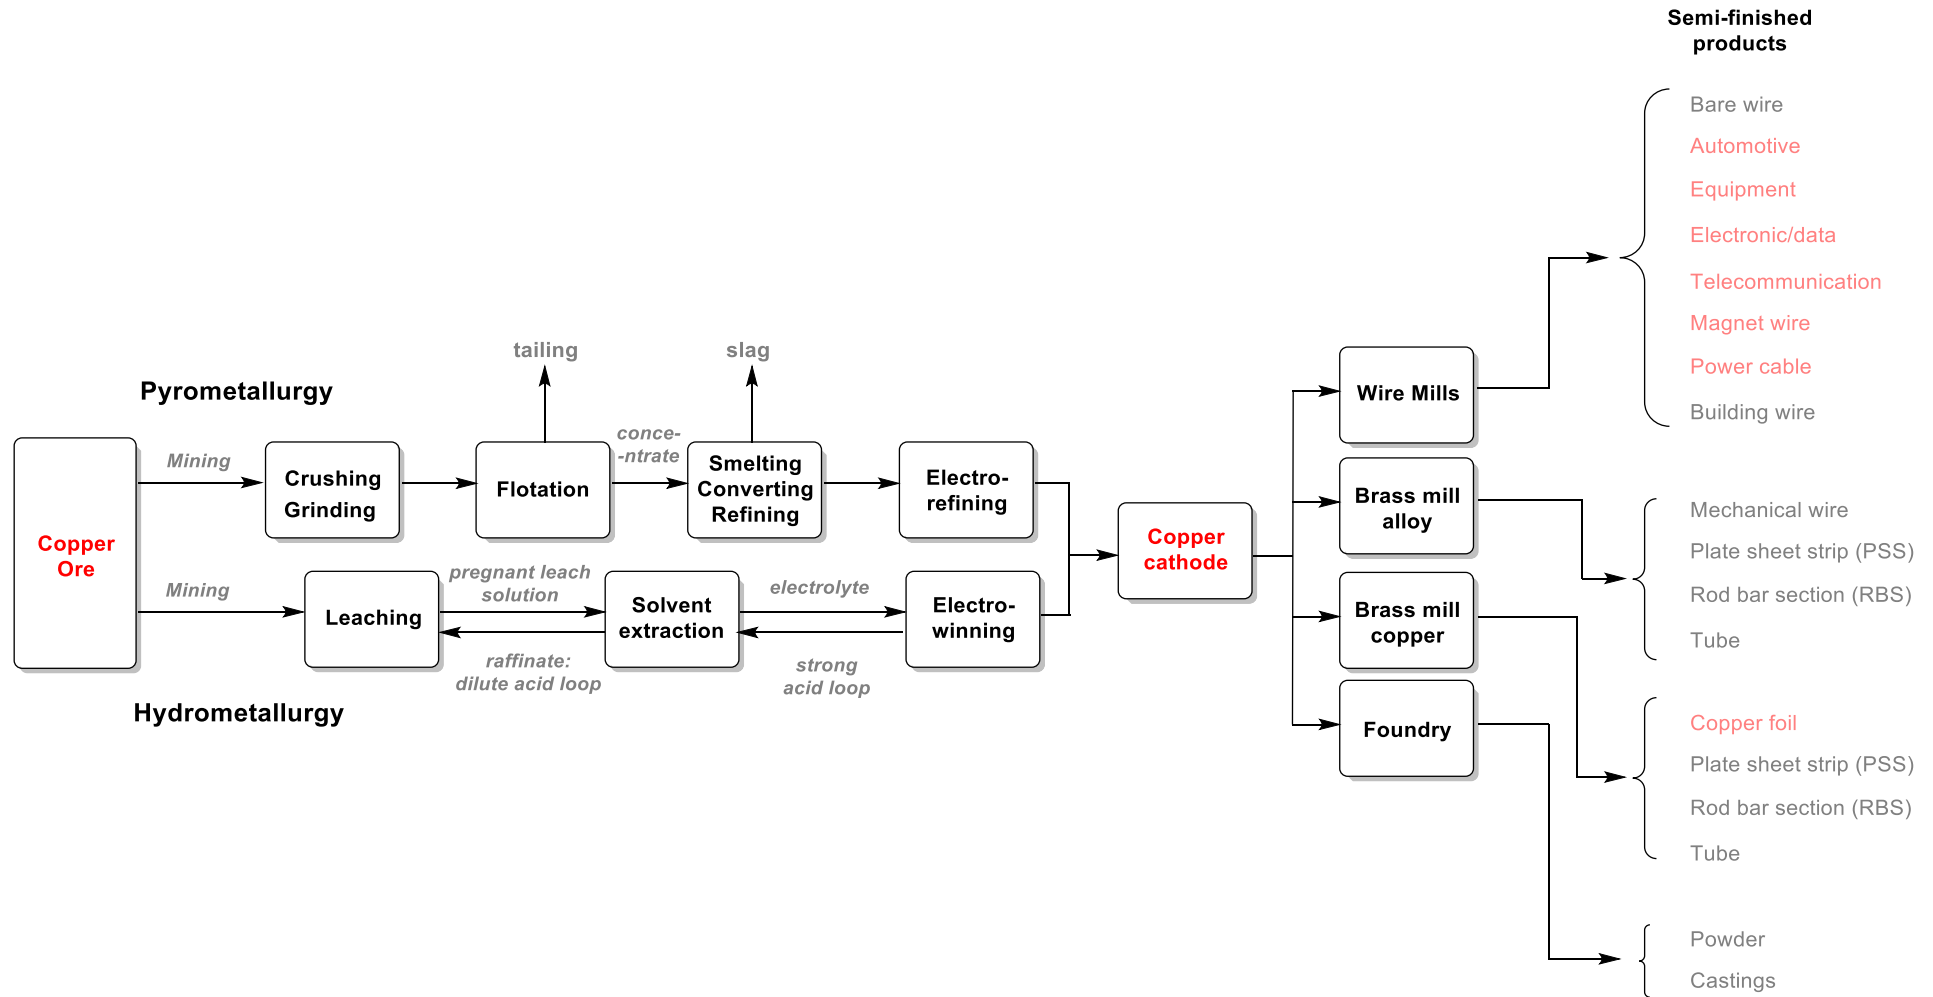 Semi-finished
products
Bare wire
Automotive
Equipment
Electronic/data
Telecommunication
Magnet wire
Power cable
Building wire
tailing
slag
Pyrometallurgy
Mining
Crushing
Grinding
Flotation
conce-
-ntrate
Smelting
Converting
Refining
Electro-
refining
Copper
Ore
Mining
Leaching
pregnant leach
solution
raffinate:
dilute acid loop
Solvent
extraction
electrolyte
strong
acid loop
Electro-
winning
Hydrometallurgy
Copper
cathode
Wire Mills
Brass mill
alloy
Brass mill
copper
Foundry
Mechanical wire
Plate sheet strip (PSS)
Rod bar section (RBS)
Tube
Copper foil
Plate sheet strip (PSS)
Rod bar section (RBS)
Tube
Powder
Castings